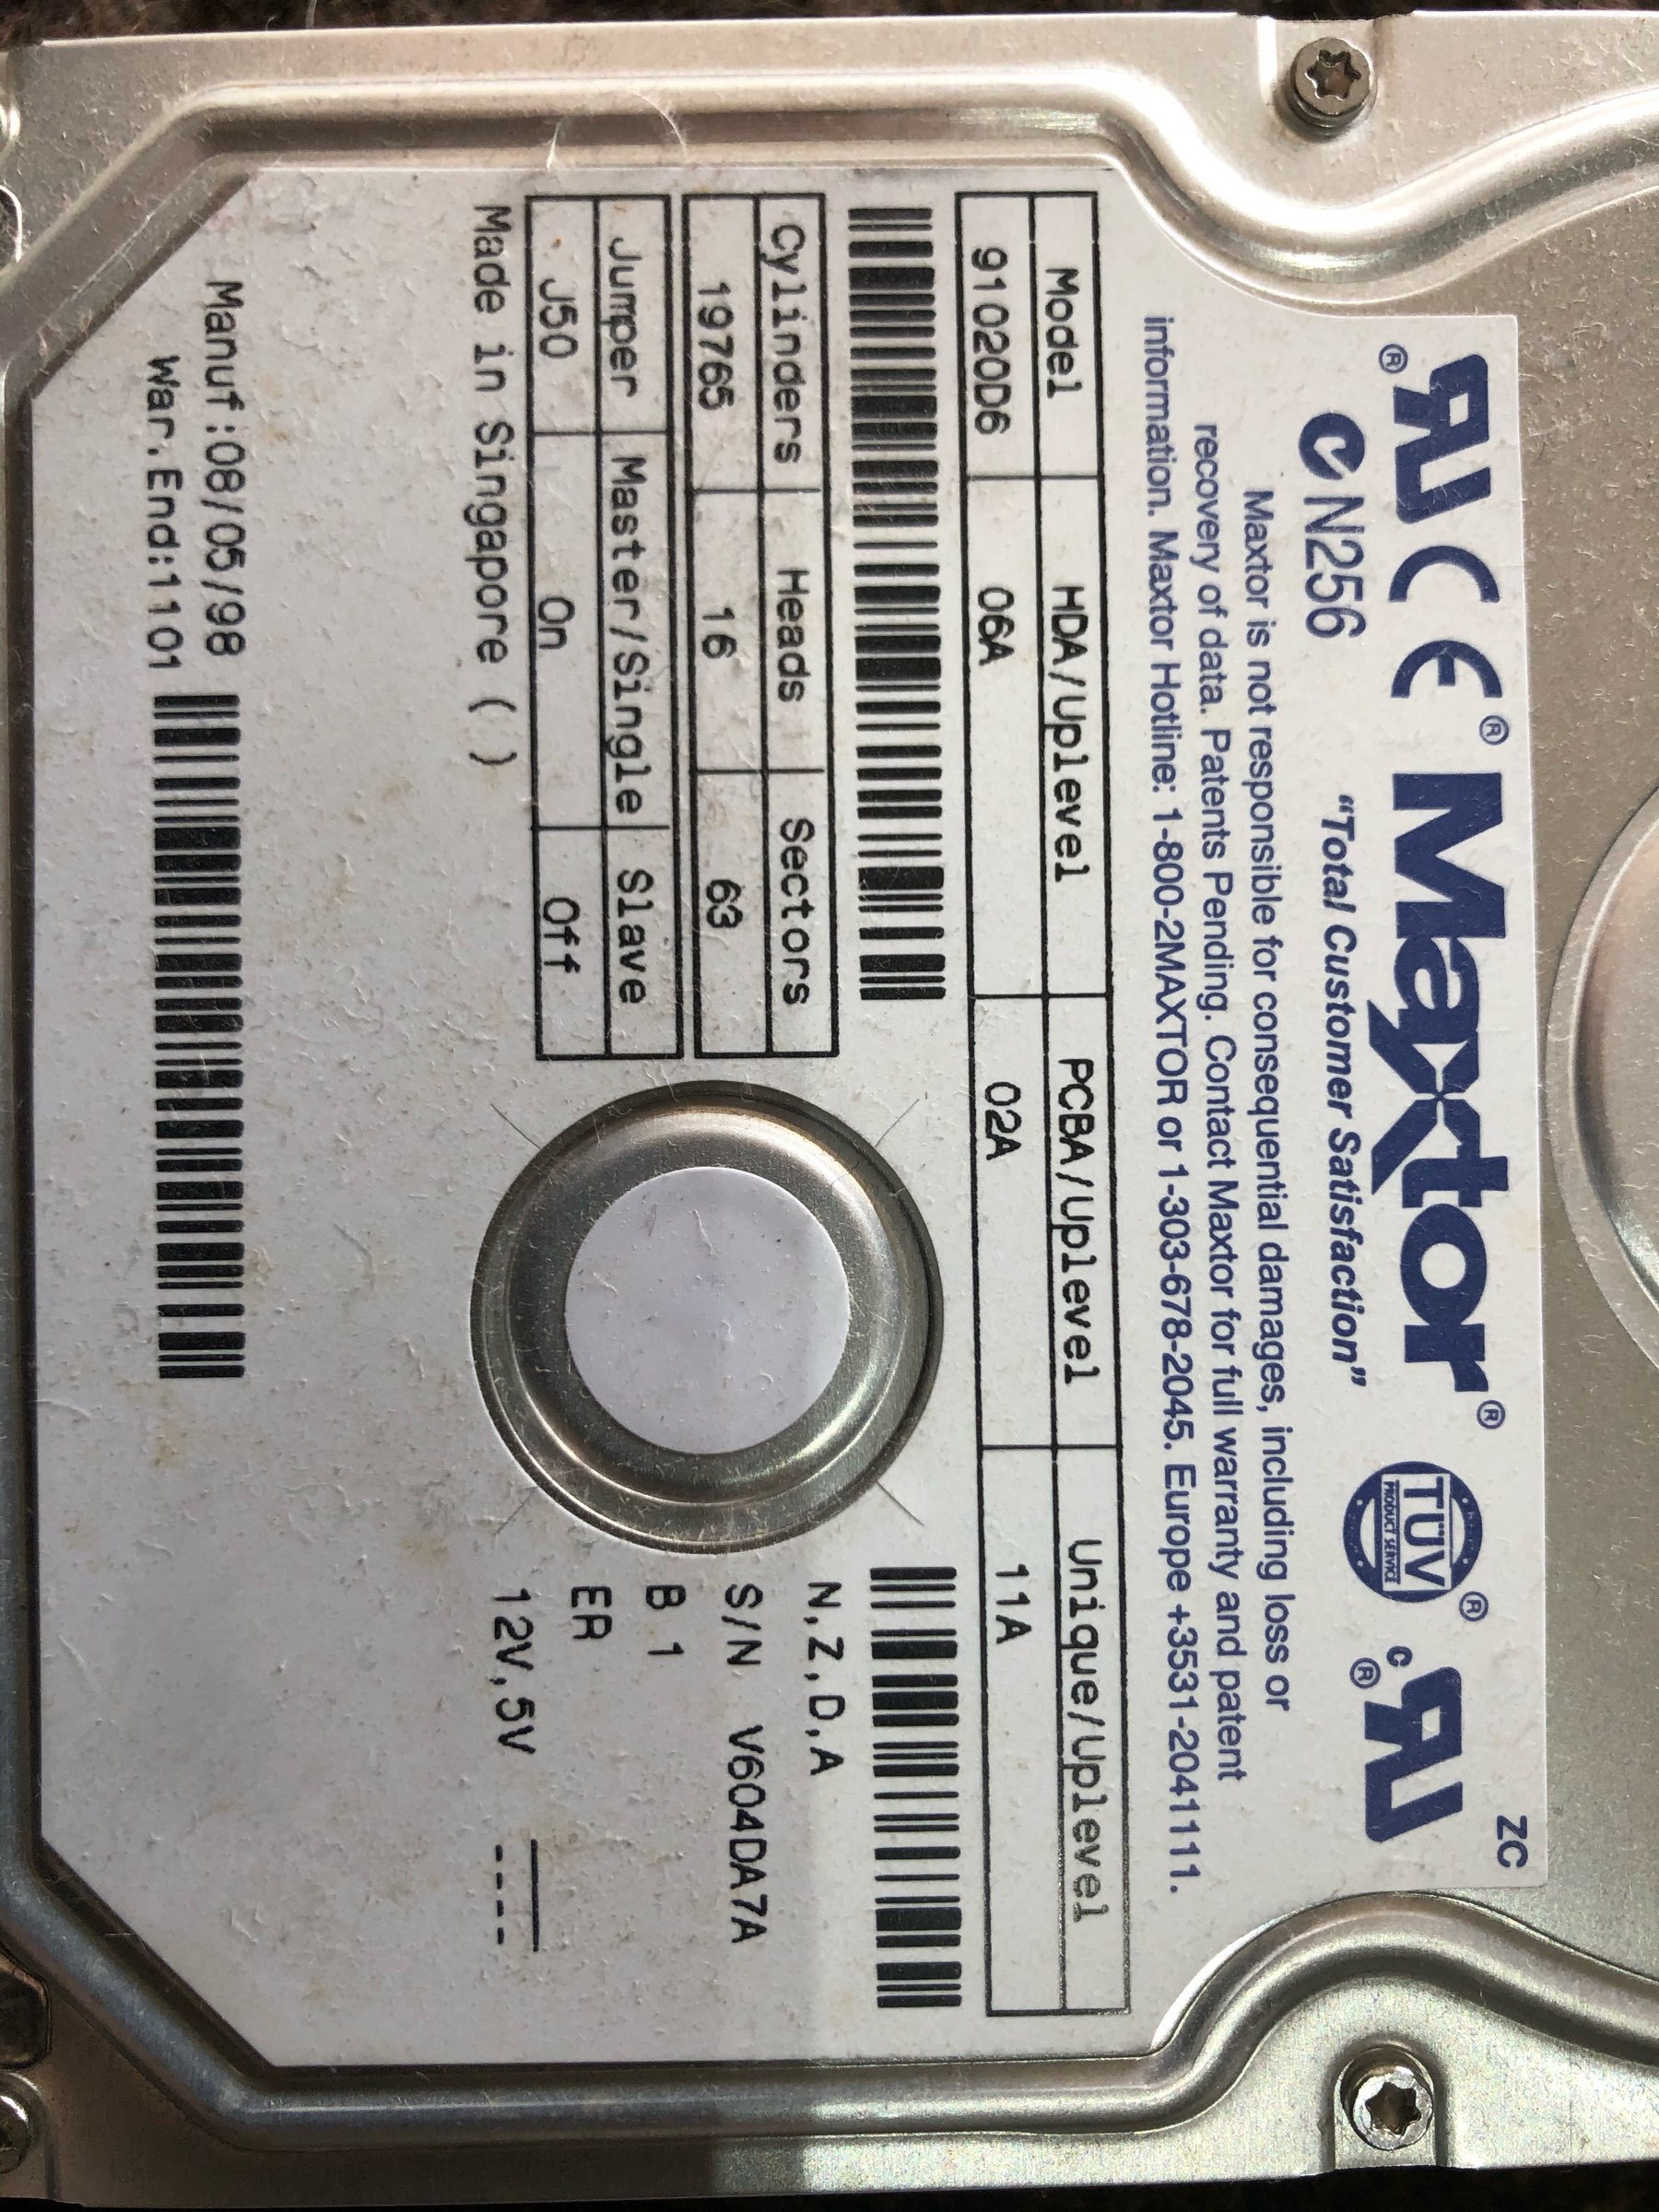 ZC
Maxtor®
® ® ® c ®
TÜV
PRODUCT SERVICE
N256 "Total Customer Satisfaction"
Maxtor is not responsible for consequential damages, including loss or
recovery of data. Patents Pending. Contact Maxtor for full warranty and patent
information. Maxtor Hotline: 1-800-2MAXTOR or 1-303-678-2045. Europe +3531-2041111.
Model HDA/Uplevel PCBA/Uplevel Unique/Uplevel
91020D6 06A 02A 11A
Cylinders Heads Sectors
19765 16 63
Jumper Master/Single Slave
J50 On Off
Made in Singapore ( )
N,Z,D,A
S/N V604DA7A
B 1
ER
12V,5V ----
Manuf:08/05/98
War.End:1101